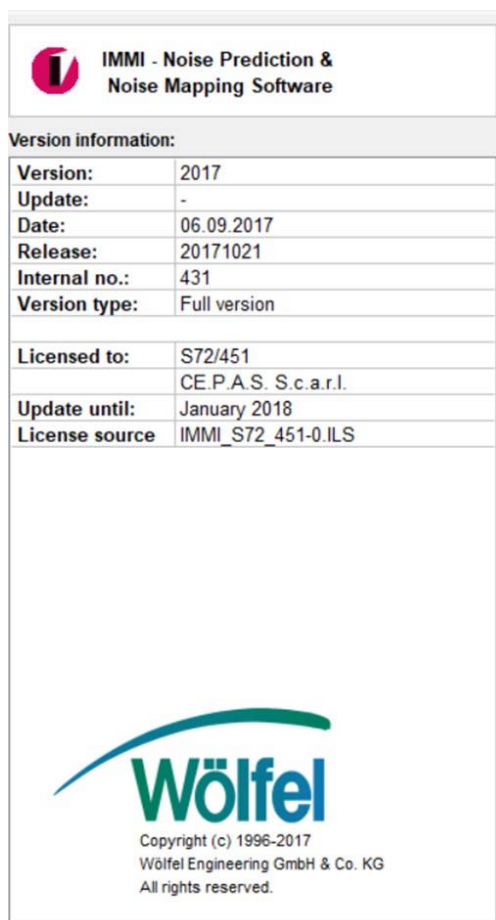 IMMI - Noise Prediction &
Noise Mapping Software
Version information:
Version: 2017
Update: -
Date: 06.09.2017
Release: 20171021
Internal no.: 431
Version type: Full version
Licensed to: S72/451
CE.P.A.S. S.c.a.r.l.
Update until: January 2018
License source IMMI_S72_451-0.ILS
Wölfel
Copyright (c) 1996-2017
Wölfel Engineering GmbH & Co. KG
All rights reserved.